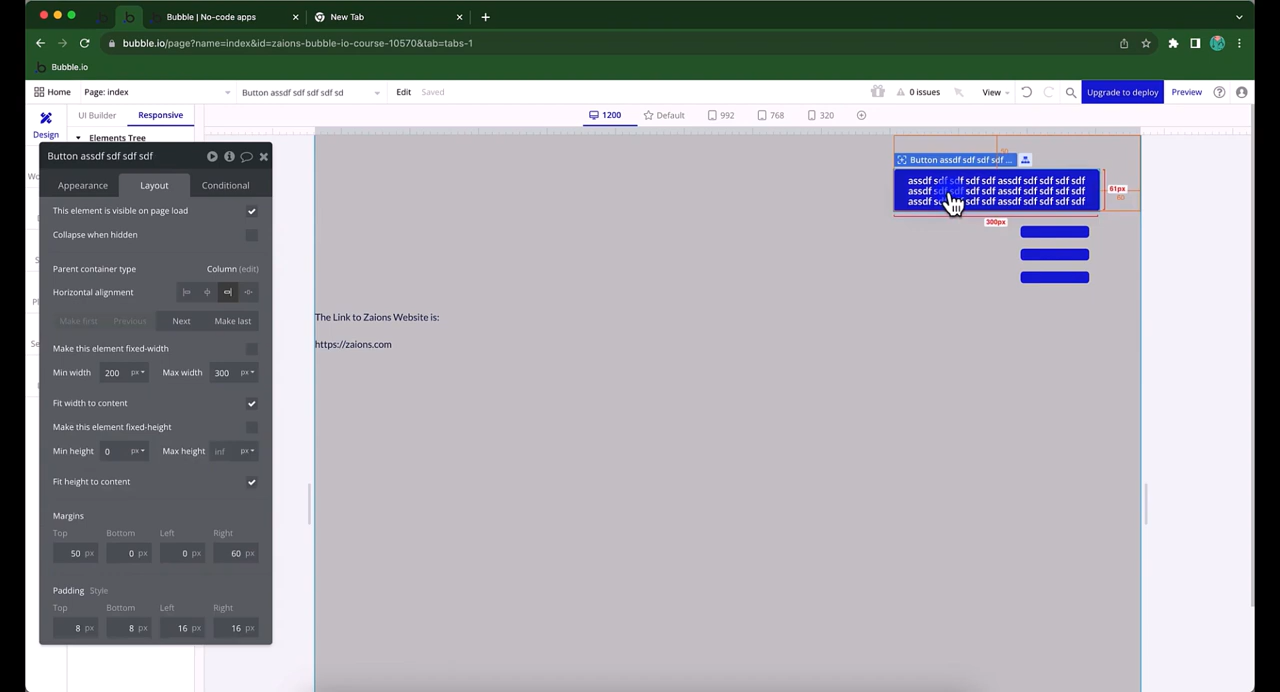 Bubble | No-code apps
New Tab
bubble.io/page?name=index&id=zaions-bubble-io-course-10570&tab=tabs-1
Bubble.io
Home
Page: index
Button assdf sdf sdf sdf sd
Edit
Saved
0 issues
View
Upgrade to deploy
Preview
Design
UI Builder
Responsive
1200
Default
992
768
320
Elements Tree
Button assdf sdf sdf sdf
Appearance
Layout
Conditional
This element is visible on page load
Collapse when hidden
Parent container type
Column (edit)
Horizontal alignment
Make first
Previous
Next
Make last
Make this element fixed-width
Min width
200 px
Max width
300 px
Fit width to content
Make this element fixed-height
Min height
0 px
Max height
inf px
Fit height to content
Margins
Top
Bottom
Left
Right
50 px
0 px
0 px
60 px
Padding
Style
Top
Bottom
Left
Right
8 px
8 px
16 px
16 px
Button assdf sdf sdf sdf ...
assdf sdf sdf sdf assdf sdf sdf sdf
assdf sdf sdf sdf assdf sdf sdf sdf
assdf sdf sdf sdf assdf sdf sdf sdf
61px
60
300px
The Link to Zaions Website is:
https://zaions.com